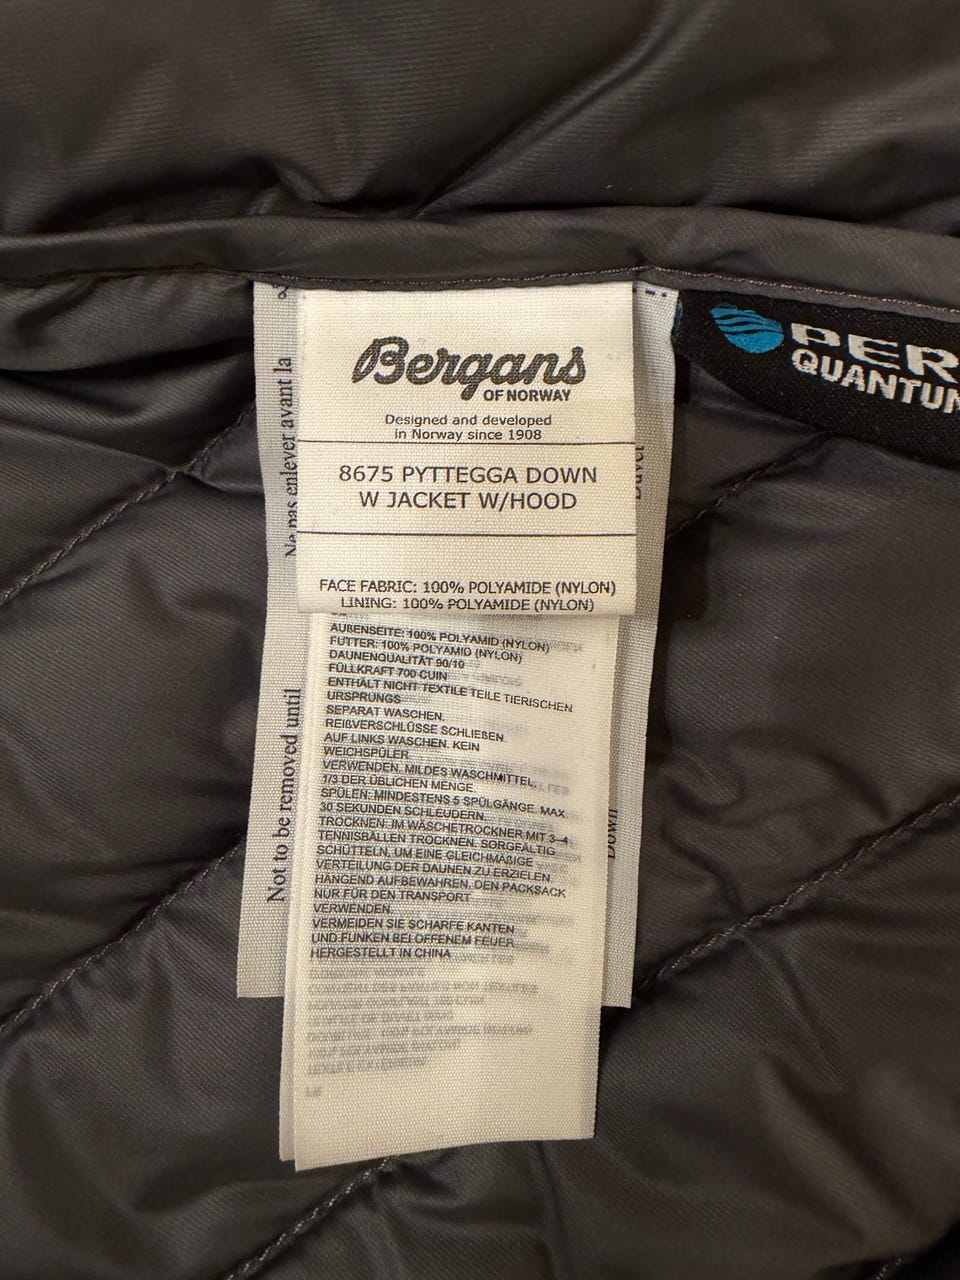 Bergans
OF NORWAY
Designed and developed
in Norway since 1908
8675 PYTTEGGA DOWN
W JACKET W/HOOD
FACE FABRIC: 100% POLYAMIDE (NYLON)
LINING: 100% POLYAMIDE (NYLON)
AUßENSEITE: 100% POLYAMID (NYLON)
FUTTER: 100% POLYAMID (NYLON)
DAUNENQUALITÄT 90/10
FÜLLKRAFT 700 CUIN
ENTHÄLT NICHT TEXTILE TEILE TIERISCHEN
URSPRUNGS
SEPARAT WASCHEN,
REIßVERSCHLÜSSE SCHLIEßEN.
AUF LINKS WASCHEN. KEIN
WEICHSPÜLER
VERWENDEN. MILDES WASCHMITTEL,
1/3 DER ÜBLICHEN MENGE.
SPÜLEN: MINDESTENS 5 SPÜLGÄNGE. MAX.
30 SEKUNDEN SCHLEUDERN.
TROCKNEN: IM WÄSCHETROCKNER MIT 3–4
TENNISBÄLLEN TROCKNEN. SORGFÄLTIG
SCHÜTTELN, UM EINE GLEICHMÄßIGE
VERTEILUNG DER DAUNEN ZU ERZIELEN.
HÄNGEND AUFBEWAHREN, DEN PACKSACK
NUR FÜR DEN TRANSPORT
VERWENDEN.
VERMEIDEN SIE SCHARFE KANTEN
UND FUNKEN BEI OFFENEM FEUER.
HERGESTELLT IN CHINA
Ne pas enlever avant la
Not to be removed until
Duvet
Down
BER
QUANTUM